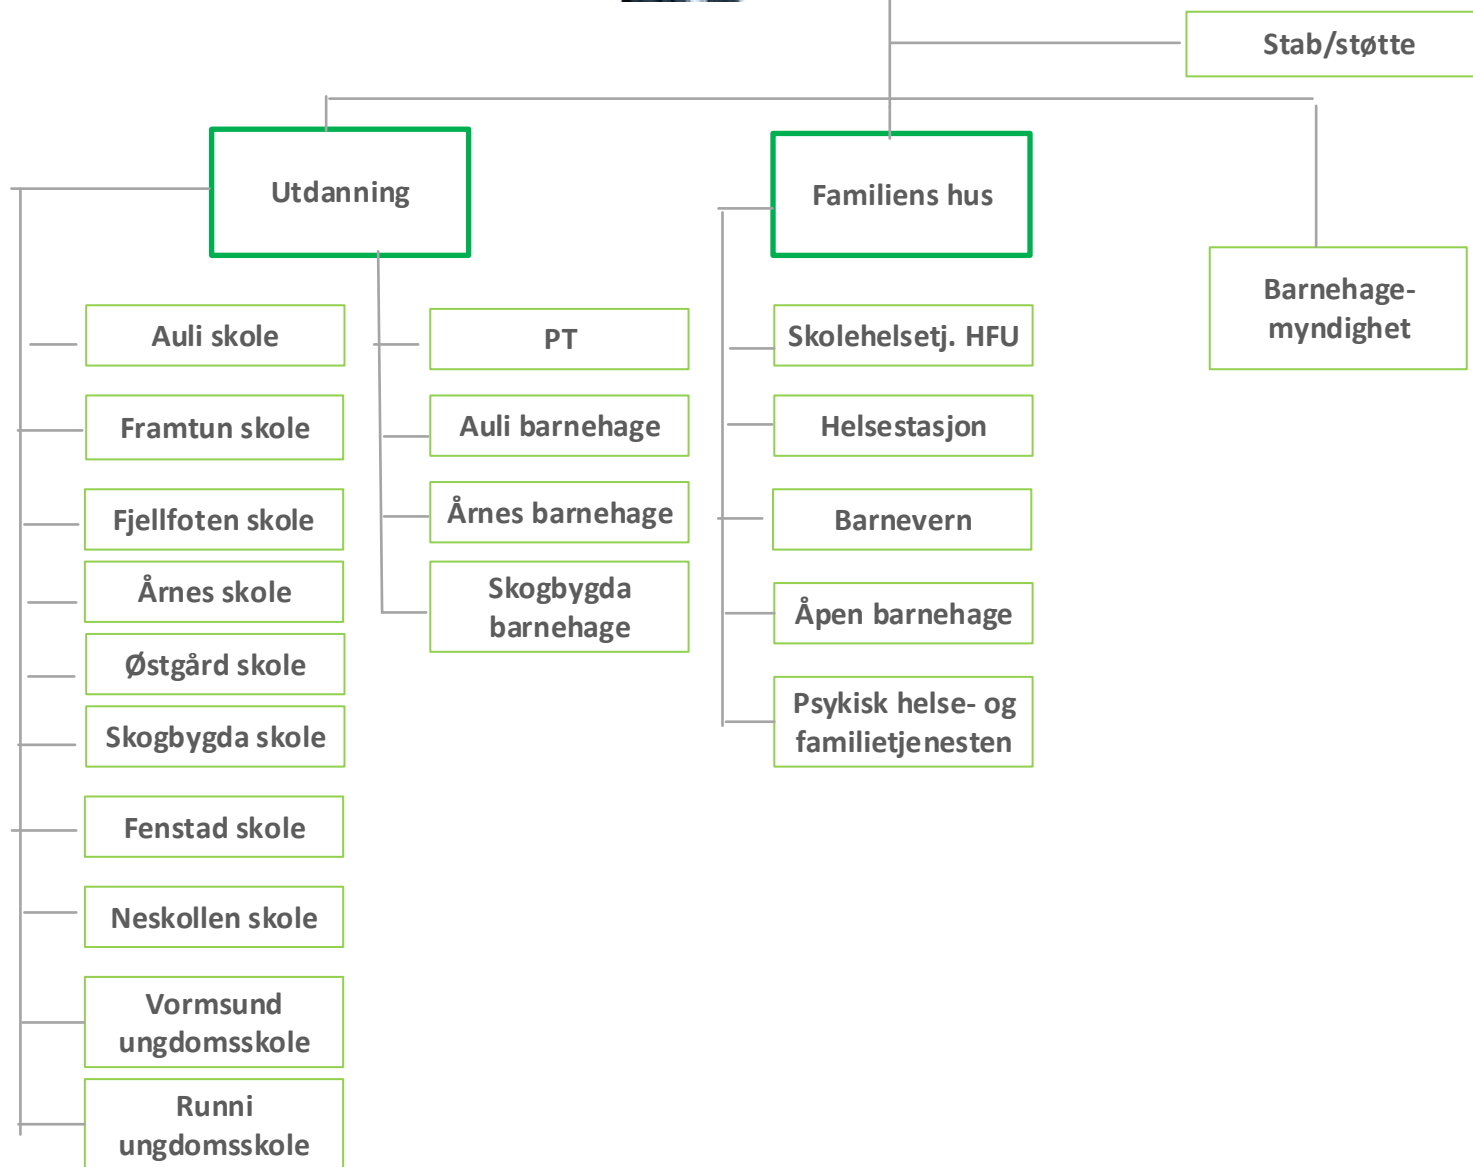 Stab/støtte
Utdanning
Familiens hus
Barnehage-
myndighet
Auli skole
Framtun skole
Fjellfoten skole
Årnes skole
Østgård skole
Skogbygda skole
Fenstad skole
Neskollen skole
Vormsund
ungdomsskole
Runni
ungdomsskole
PT
Auli barnehage
Årnes barnehage
Skogbygda
barnehage
Skolehelsetj. HFU
Helsestasjon
Barnevern
Åpen barnehage
Psykisk helse- og
familietjenesten